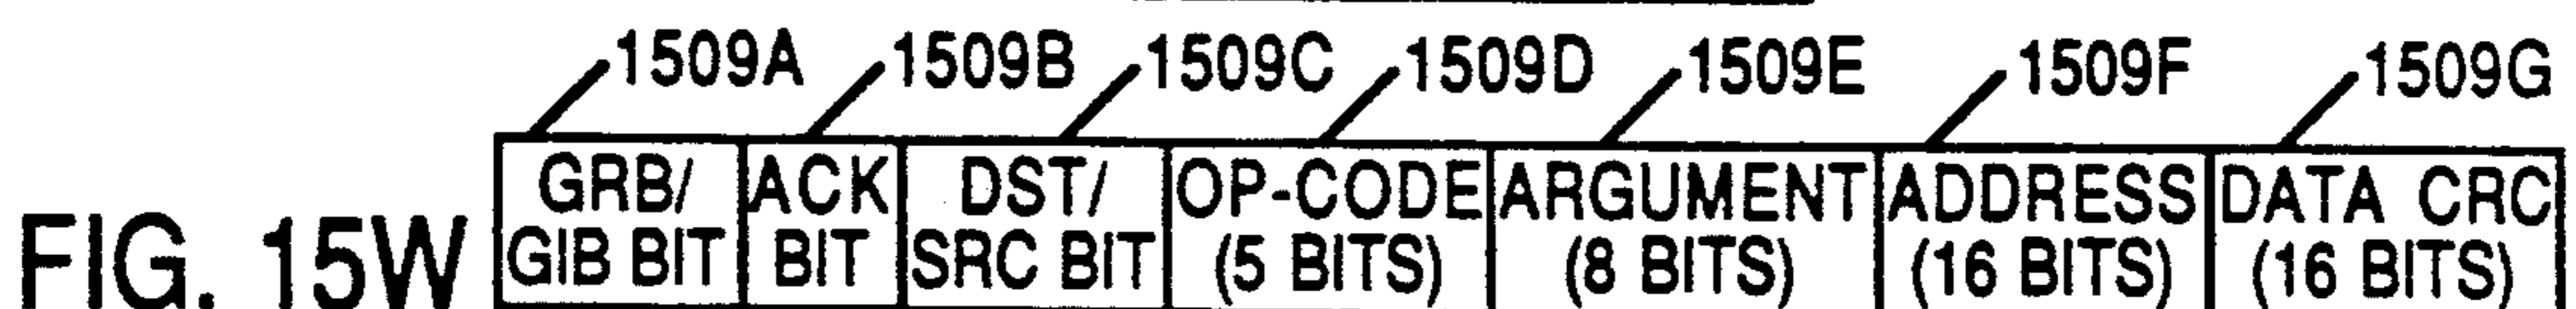 1509A 1509B 1509C 1509D 1509E 1509F 1509G
FIG. 15W
GRB/ GIB BIT
ACK BIT
DST/ SRC BIT
OP-CODE (5 BITS)
ARGUMENT (8 BITS)
ADDRESS (16 BITS)
DATA CRC (16 BITS)